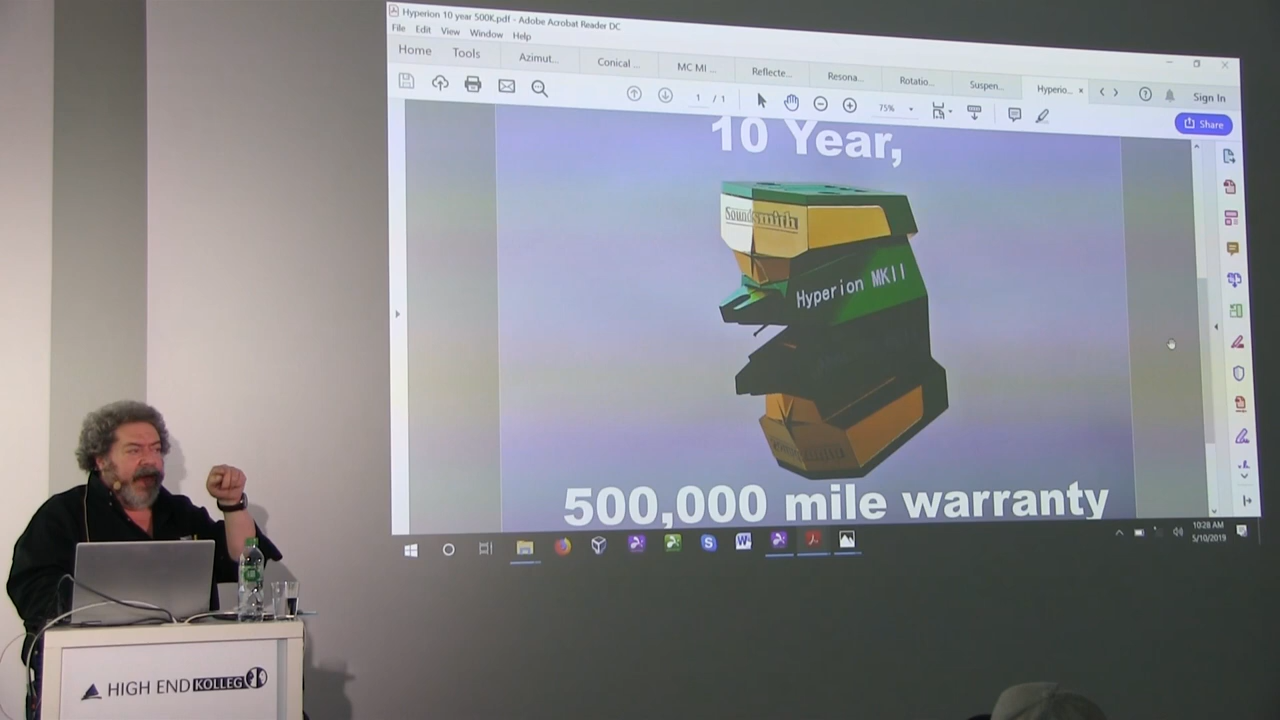 Hyperion 10 year 500K.pdf - Adobe Acrobat Reader DC
File Edit View Window Help
Home Tools Azimut... Conical ... MC MI ... Reflecte... Resona... Rotatio... Suspen... Hyperio... ×
1 / 1 75% Sign In
Share
10 Year,
Soundsmith
Hyperion MKII
500,000 mile warranty
10:28 AM
5/10/2019
HIGH END KOLLEG